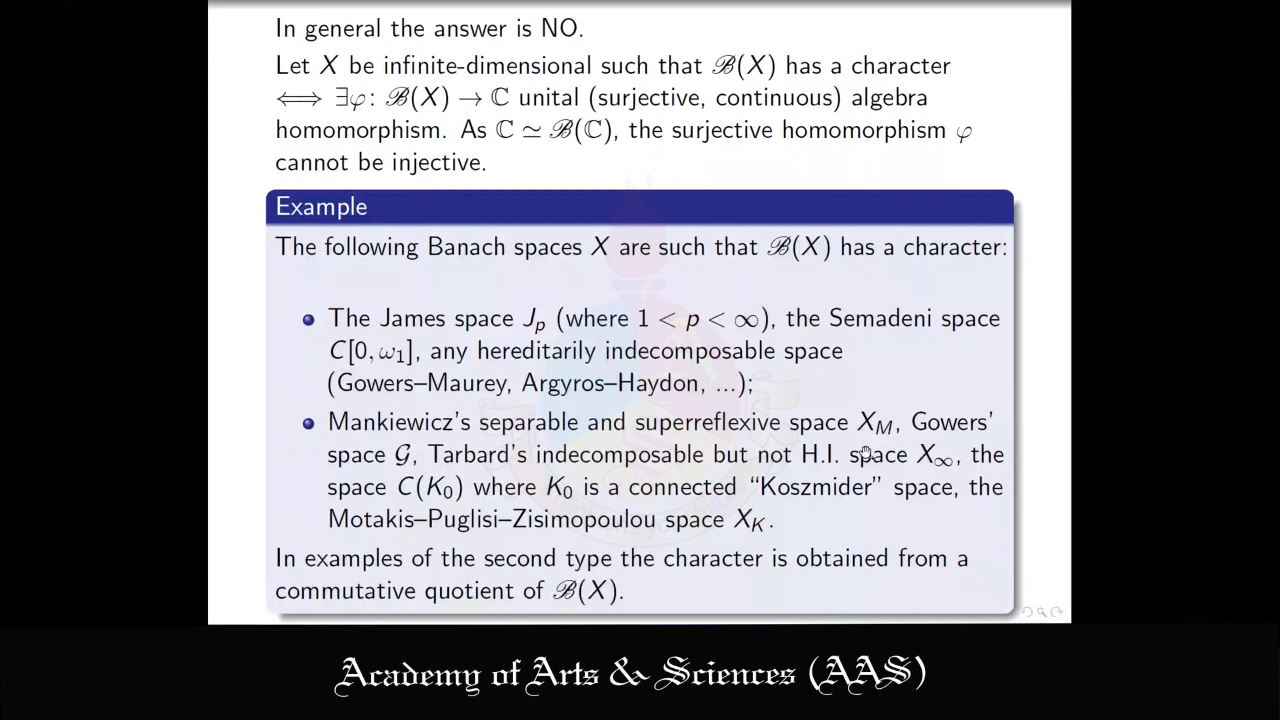 In general the answer is NO.
Let X be infinite-dimensional such that ℬ(X) has a character
⟺ ∃φ: ℬ(X) → ℂ unital (surjective, continuous) algebra
homomorphism. As ℂ ≃ ℬ(ℂ), the surjective homomorphism φ
cannot be injective.
Example
The following Banach spaces X are such that ℬ(X) has a character:
The James space Jₚ (where 1 < p < ∞), the Semadeni space
C[0, ω₁], any hereditarily indecomposable space
(Gowers–Maurey, Argyros–Haydon, ...);
Mankiewicz's separable and superreflexive space X_M, Gowers'
space 𝒢, Tarbard's indecomposable but not H.I. space X_∞, the
space C(K₀) where K₀ is a connected “Koszmider” space, the
Motakis–Puglisi–Zisimopoulou space X_K.
In examples of the second type the character is obtained from a
commutative quotient of ℬ(X).
Academy of Arts & Sciences (AAS)